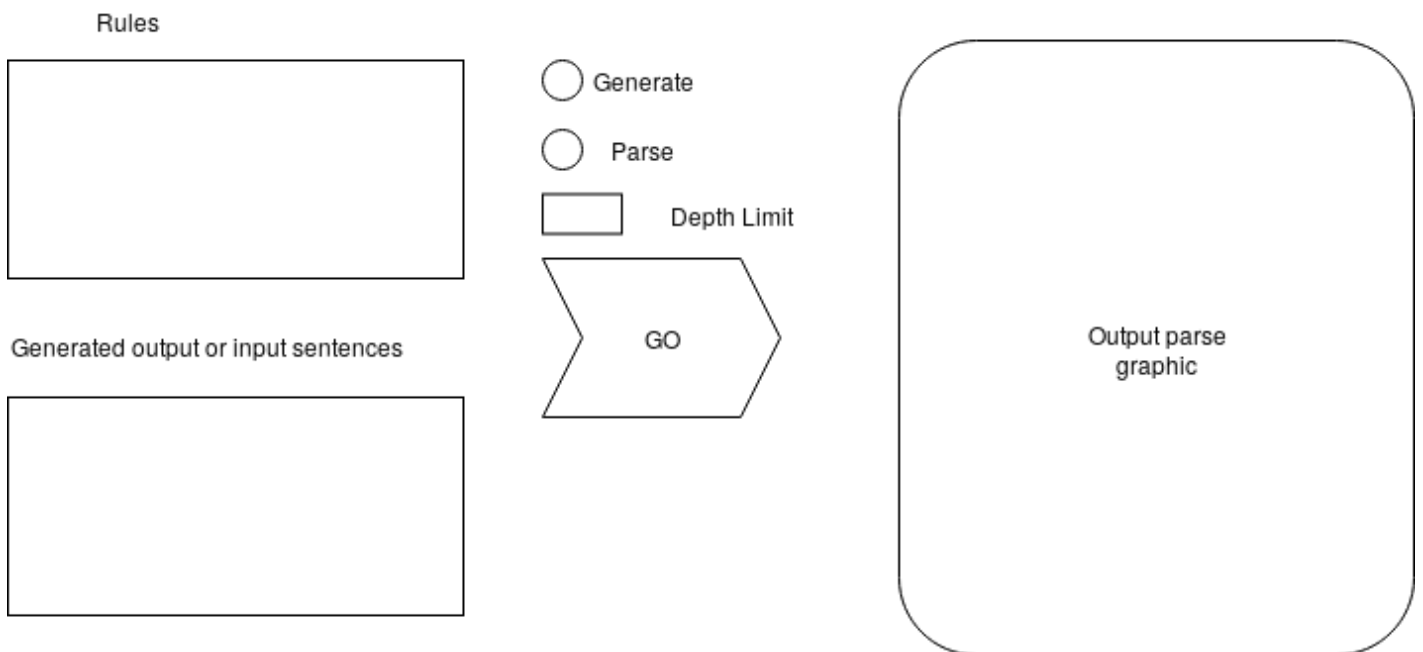 Rules
Generate
Parse
Depth Limit
GO
Generated output or input sentences
Output parse
graphic